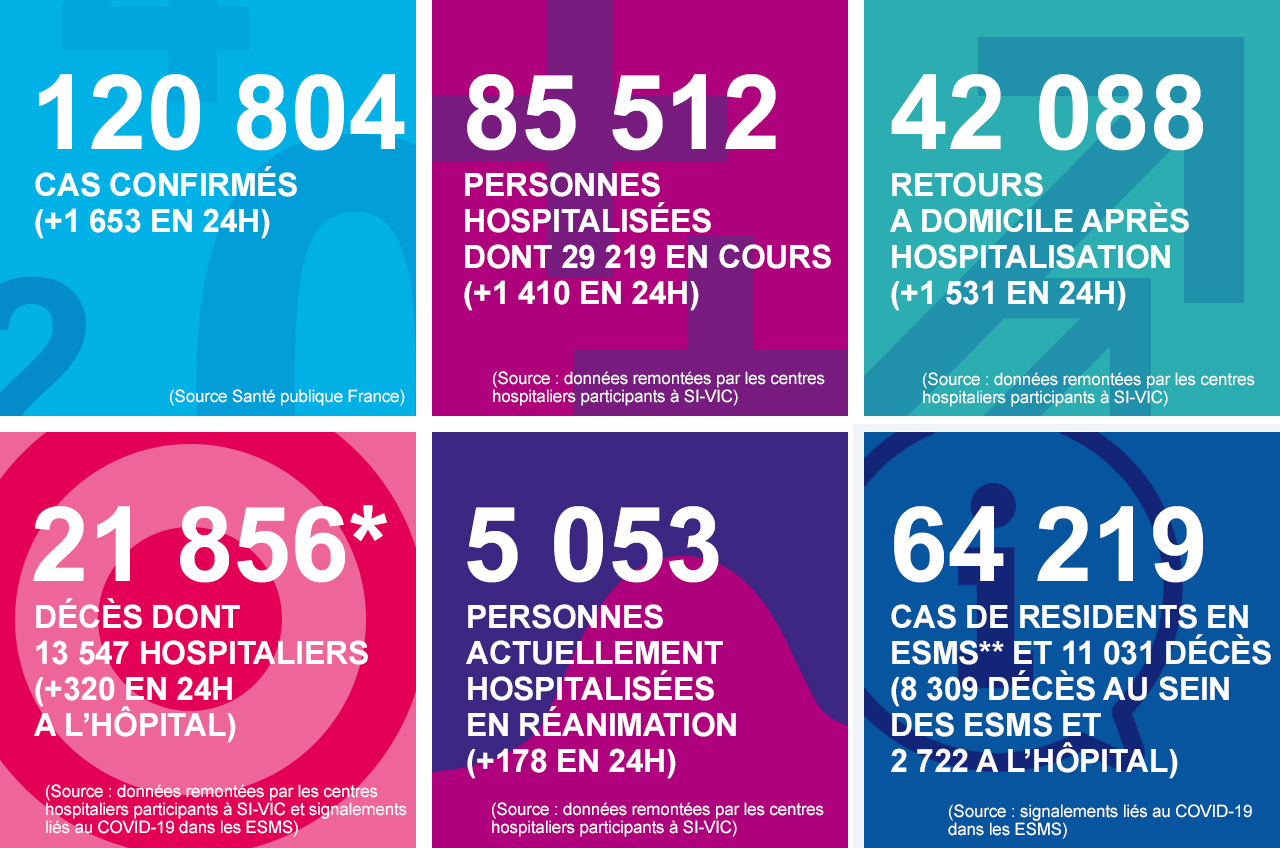 120 804
CAS CONFIRMÉS
(+1 653 EN 24H)
(Source Santé publique France)
85 512
PERSONNES
HOSPITALISÉES
DONT 29 219 EN COURS
(+1 410 EN 24H)
(Source : données remontées par les centres
hospitaliers participants à SI-VIC)
42 088
RETOURS
A DOMICILE APRÈS
HOSPITALISATION
(+1 531 EN 24H)
(Source : données remontées par les centres
hospitaliers participants à SI-VIC)
21 856*
DÉCÈS DONT
13 547 HOSPITALIERS
(+320 EN 24H
A L’HÔPITAL)
(Source : données remontées par les centres
hospitaliers participants à SI-VIC et signalements
liés au COVID-19 dans les ESMS)
5 053
PERSONNES
ACTUELLEMENT
HOSPITALISÉES
EN RÉANIMATION
(+178 EN 24H)
(Source : données remontées par les centres
hospitaliers participants à SI-VIC)
64 219
CAS DE RESIDENTS EN
ESMS** ET 11 031 DÉCÈS
(8 309 DÉCÈS AU SEIN
DES ESMS ET
2 722 A L’HÔPITAL)
(Source : signalements liés au COVID-19
dans les ESMS)